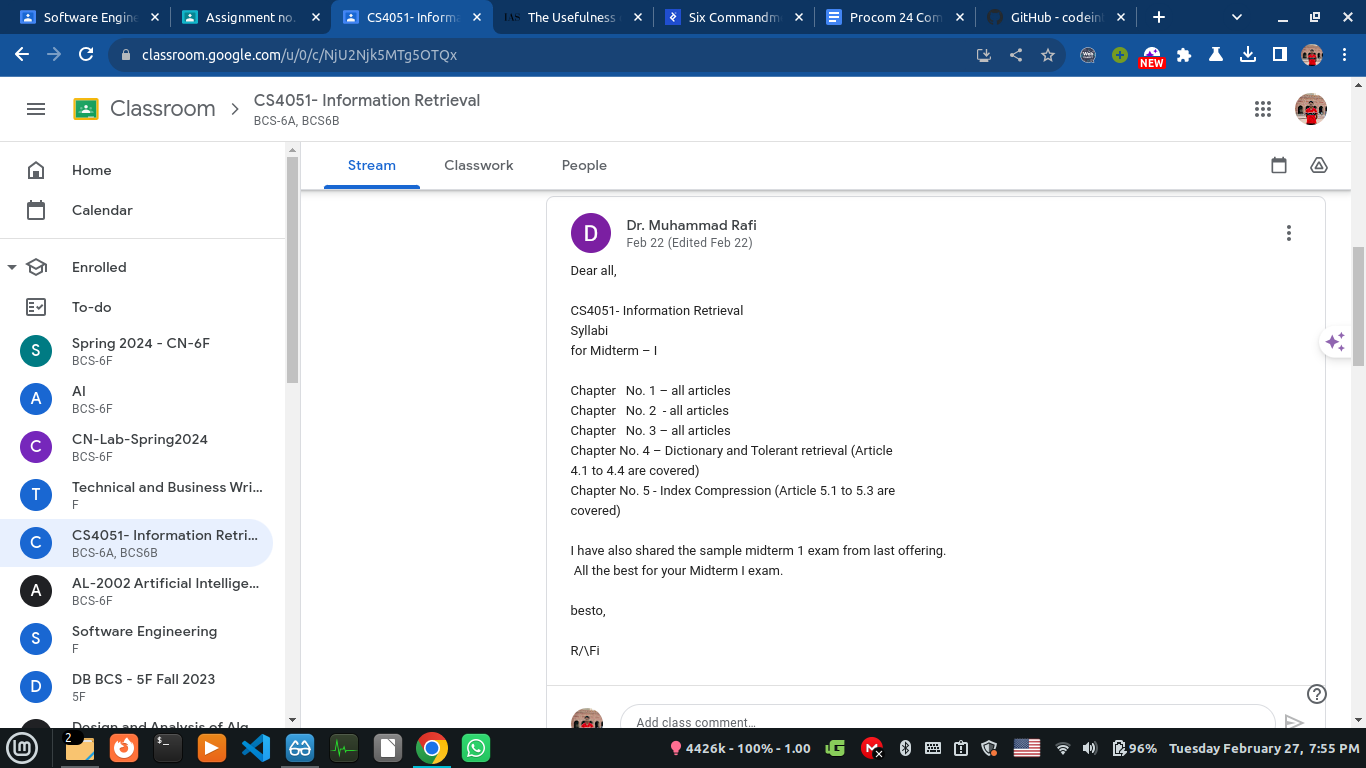 Software Engine
Assignment no.
CS4051- Informa
IAS
The Usefulness
Six Commandme
Procom 24 Com
GitHub - codein
classroom.google.com/u/0/c/NjU2Njk5MTg5OTQx
NEW
Classroom
CS4051- Information Retrieval
BCS-6A, BCS6B
Home
Calendar
Enrolled
To-do
S
Spring 2024 - CN-6F
BCS-6F
A
AI
BCS-6F
C
CN-Lab-Spring2024
BCS-6F
T
Technical and Business Wri...
F
C
CS4051- Information Retri...
BCS-6A, BCS6B
A
AL-2002 Artificial Intellige...
BCS-6F
S
Software Engineering
F
D
DB BCS - 5F Fall 2023
5F
Design and Analysis of Alg
Stream
Classwork
People
D
Dr. Muhammad Rafi
Feb 22 (Edited Feb 22)
Dear all,
CS4051- Information Retrieval
Syllabi
for Midterm – I
Chapter No. 1 – all articles
Chapter No. 2 - all articles
Chapter No. 3 – all articles
Chapter No. 4 – Dictionary and Tolerant retrieval (Article
4.1 to 4.4 are covered)
Chapter No. 5 - Index Compression (Article 5.1 to 5.3 are
covered)
I have also shared the sample midterm 1 exam from last offering.
All the best for your Midterm I exam.
besto,
R/\Fi
Add class comment...
2
4426k - 100% - 1.00
96%
Tuesday February 27, 7:55 PM